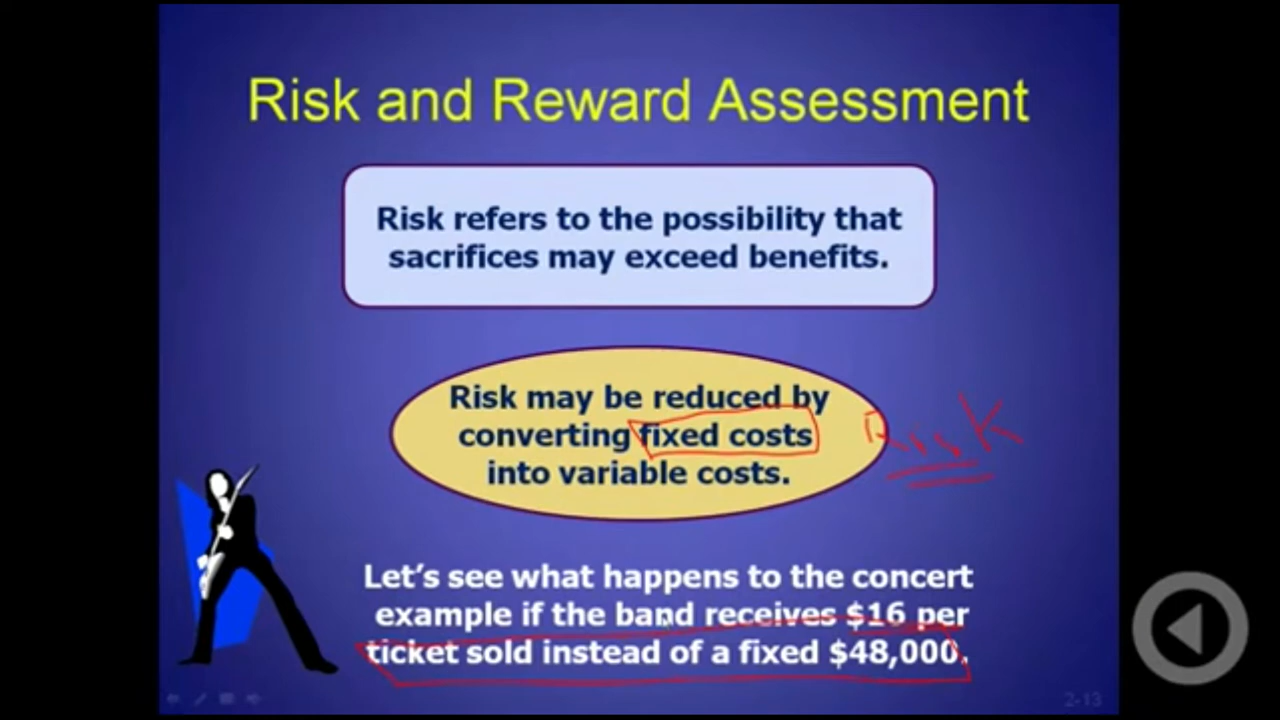 Risk and Reward Assessment
Risk refers to the possibility that
sacrifices may exceed benefits.
Risk may be reduced by
converting fixed costs
into variable costs.
Risk
Let's see what happens to the concert
example if the band receives $16 per
ticket sold instead of a fixed $48,000.
2-13